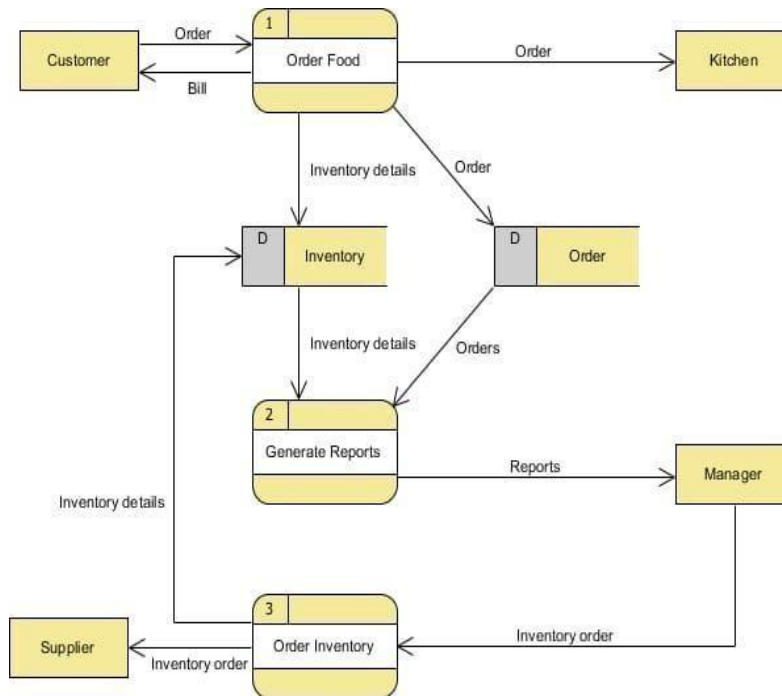 1
Order
Customer
Order Food
Order
Kitchen
Bill
Inventory details
Order
D
Inventory
D
Order
Inventory details
Orders
2
Generate Reports
Reports
Manager
Inventory details
3
Supplier
Inventory order
Order Inventory
Inventory order